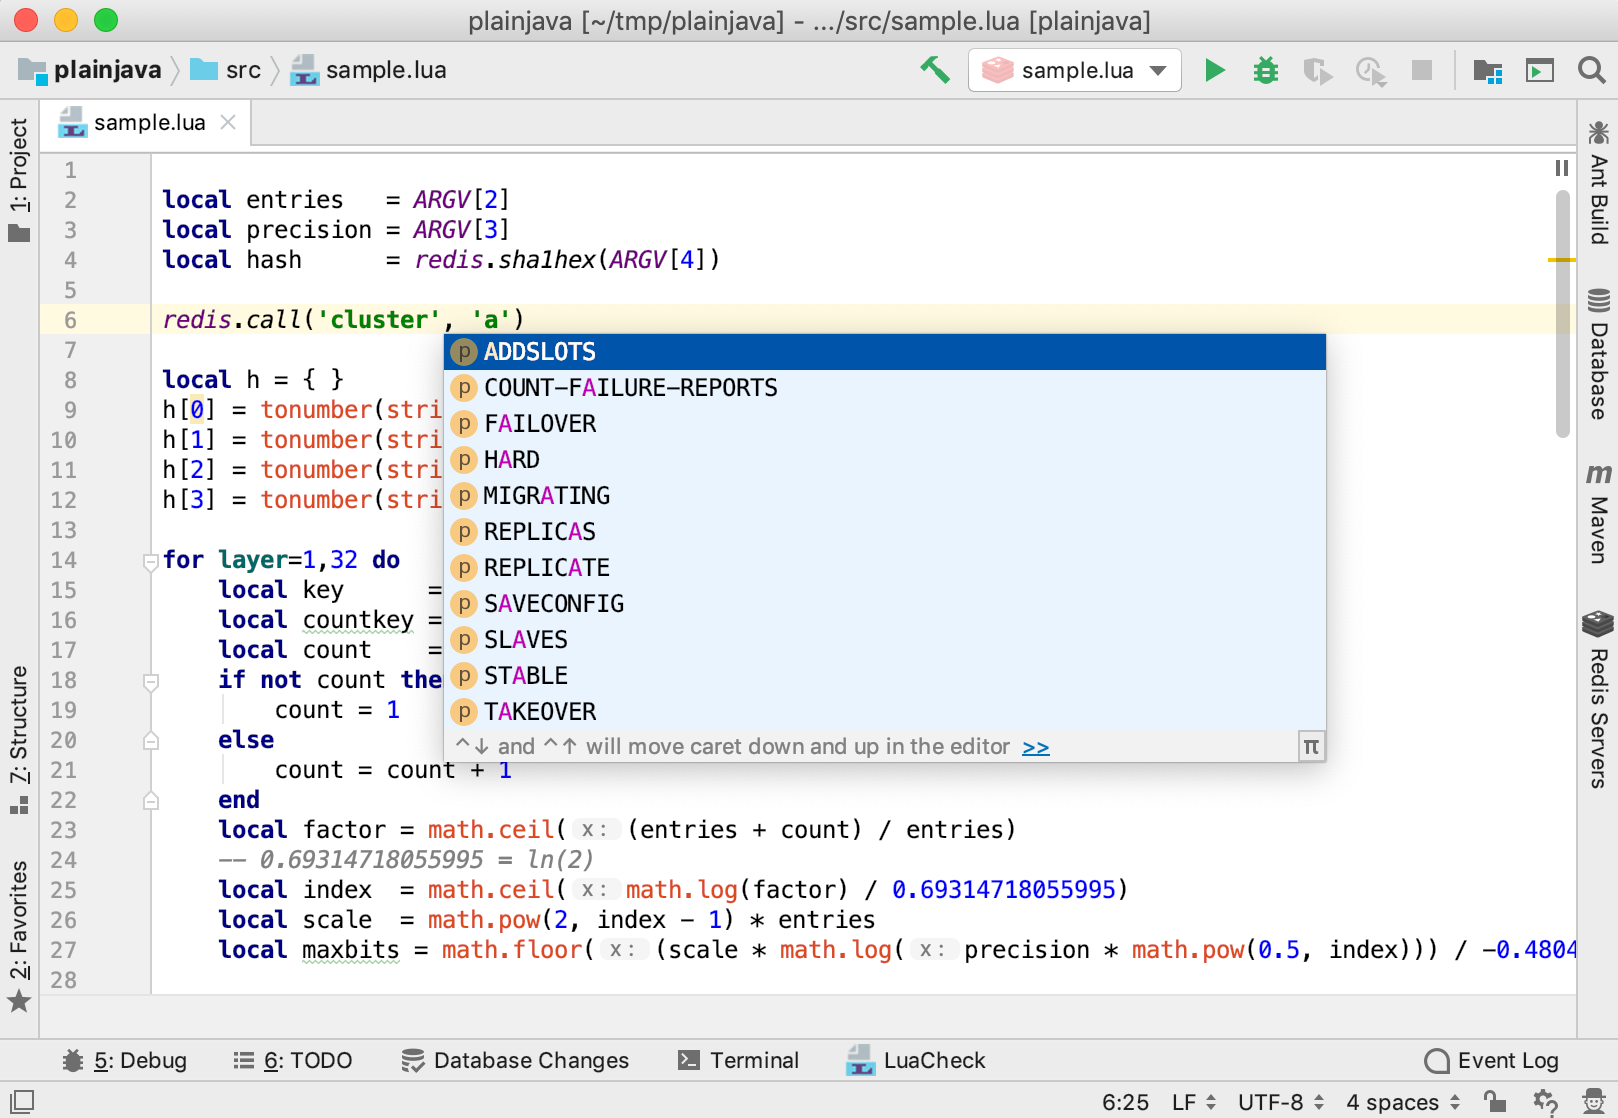 plainjava [~/tmp/plainjava] - .../src/sample.lua [plainjava]
plainjava src sample.lua sample.lua
sample.lua
1: Project
7: Structure
2: Favorites
1
2 local entries = ARGV[2]
3 local precision = ARGV[3]
4 local hash = redis.sha1hex(ARGV[4])
5
6 redis.call('cluster', 'a')
7
8 local h = { }
9 h[0] = tonumber(stri
10 h[1] = tonumber(stri
11 h[2] = tonumber(stri
12 h[3] = tonumber(stri
13
14 for layer=1,32 do
15 local key =
16 local countkey =
17 local count =
18 if not count the
19 count = 1
20 else
21 count = count + 1
22 end
23 local factor = math.ceil( x: (entries + count) / entries)
24 -- 0.69314718055995 = ln(2)
25 local index = math.ceil( x: math.log(factor) / 0.69314718055995)
26 local scale = math.pow(2, index - 1) * entries
27 local maxbits = math.floor( x: (scale * math.log( x: precision * math.pow(0.5, index))) / -0.4804
28
p ADDSLOTS
p COUNT-FAILURE-REPORTS
p FAILOVER
p HARD
p MIGRATING
p REPLICAS
p REPLICATE
p SAVECONFIG
p SLAVES
p STABLE
p TAKEOVER
^↓ and ^↑ will move caret down and up in the editor >> π
Ant Build
Database
m Maven
Redis Servers
5: Debug 6: TODO Database Changes Terminal LuaCheck Event Log
6:25 LF UTF-8 4 spaces